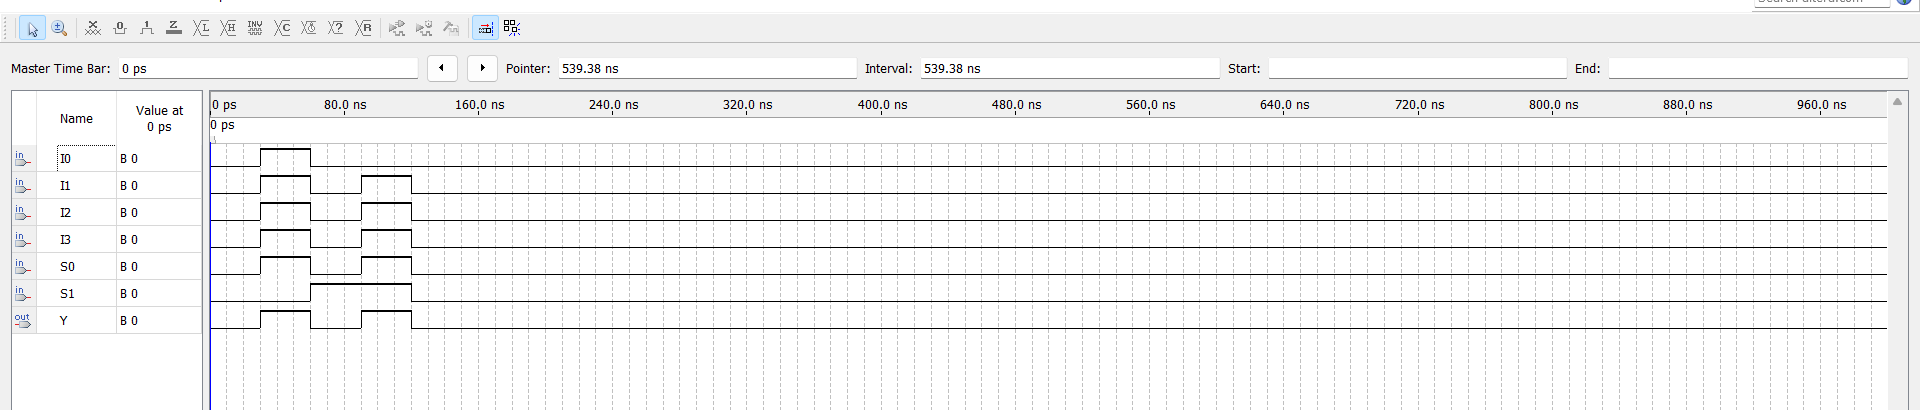 Search altera.com
Master Time Bar: 0 ps Pointer: 539.38 ns Interval: 539.38 ns Start: End:
Name Value at 0 ps
0 ps 80.0 ns 160.0 ns 240.0 ns 320.0 ns 400.0 ns 480.0 ns 560.0 ns 640.0 ns 720.0 ns 800.0 ns 880.0 ns 960.0 ns
0 ps
in I0 B 0
in I1 B 0
in I2 B 0
in I3 B 0
in S0 B 0
in S1 B 0
out Y B 0